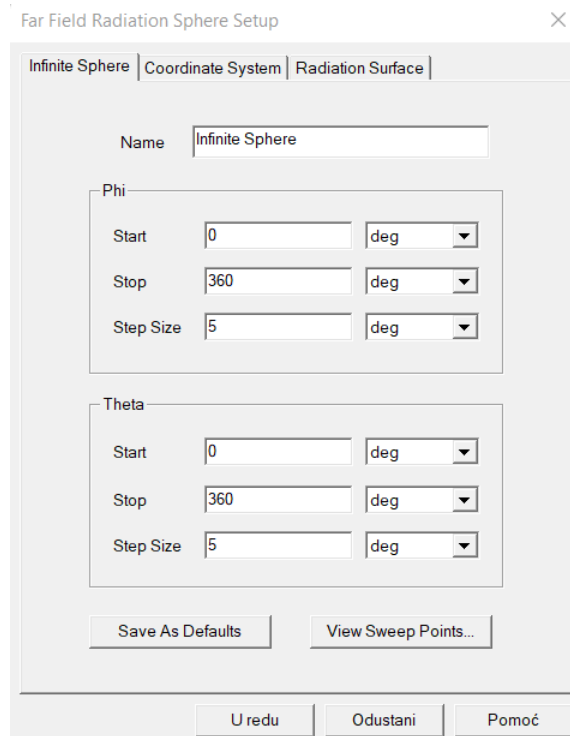 Far Field Radiation Sphere Setup
Infinite Sphere Coordinate System Radiation Surface
Name Infinite Sphere
Phi
Start 0 deg
Stop 360 deg
Step Size 5 deg
Theta
Start 0 deg
Stop 360 deg
Step Size 5 deg
Save As Defaults View Sweep Points...
U redu Odustani Pomoć